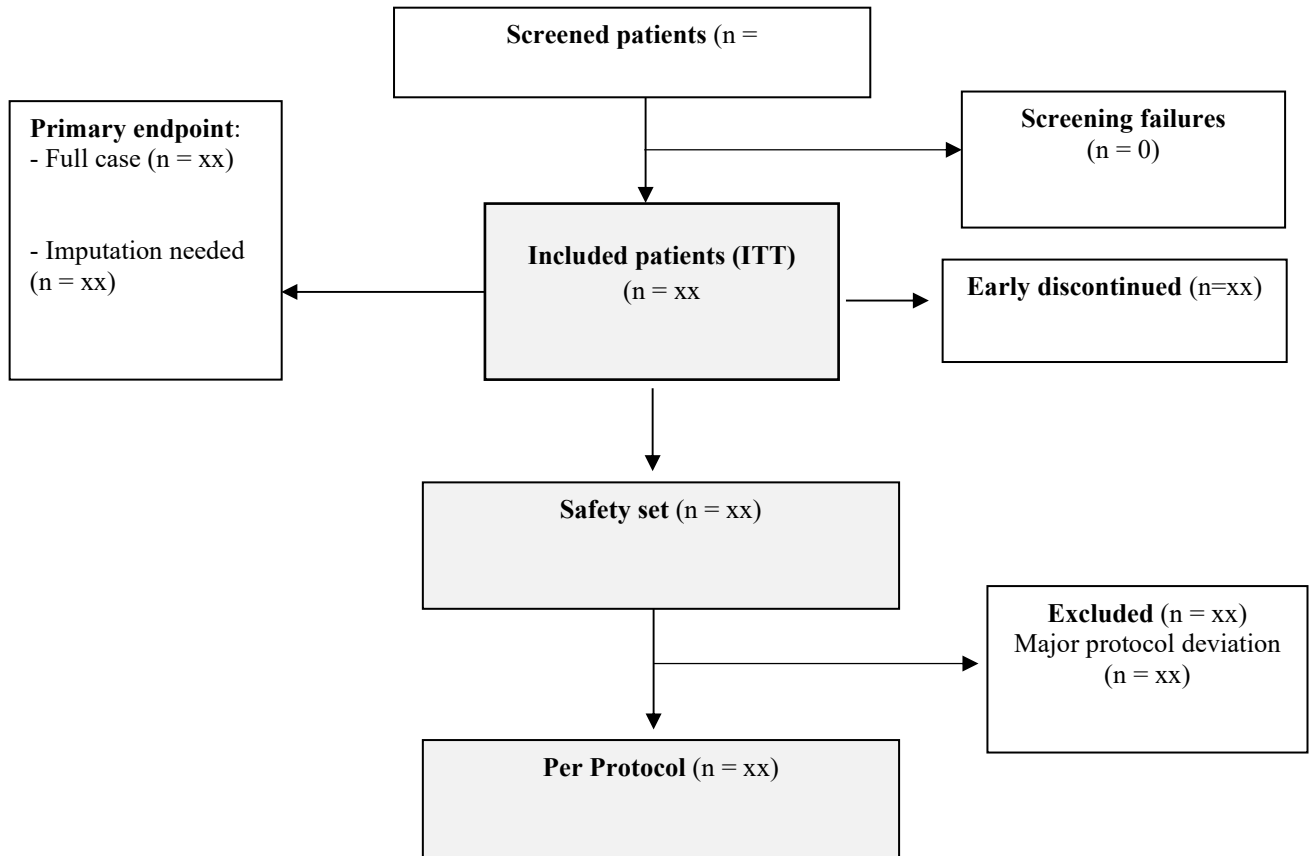 Screened patients (n =
Primary endpoint:
- Full case (n = xx)
- Imputation needed
(n = xx)
Screening failures
(n = 0)
Included patients (ITT)
(n = xx
Early discontinued (n=xx)
Safety set (n = xx)
Excluded (n = xx)
Major protocol deviation
(n = xx)
Per Protocol (n = xx)